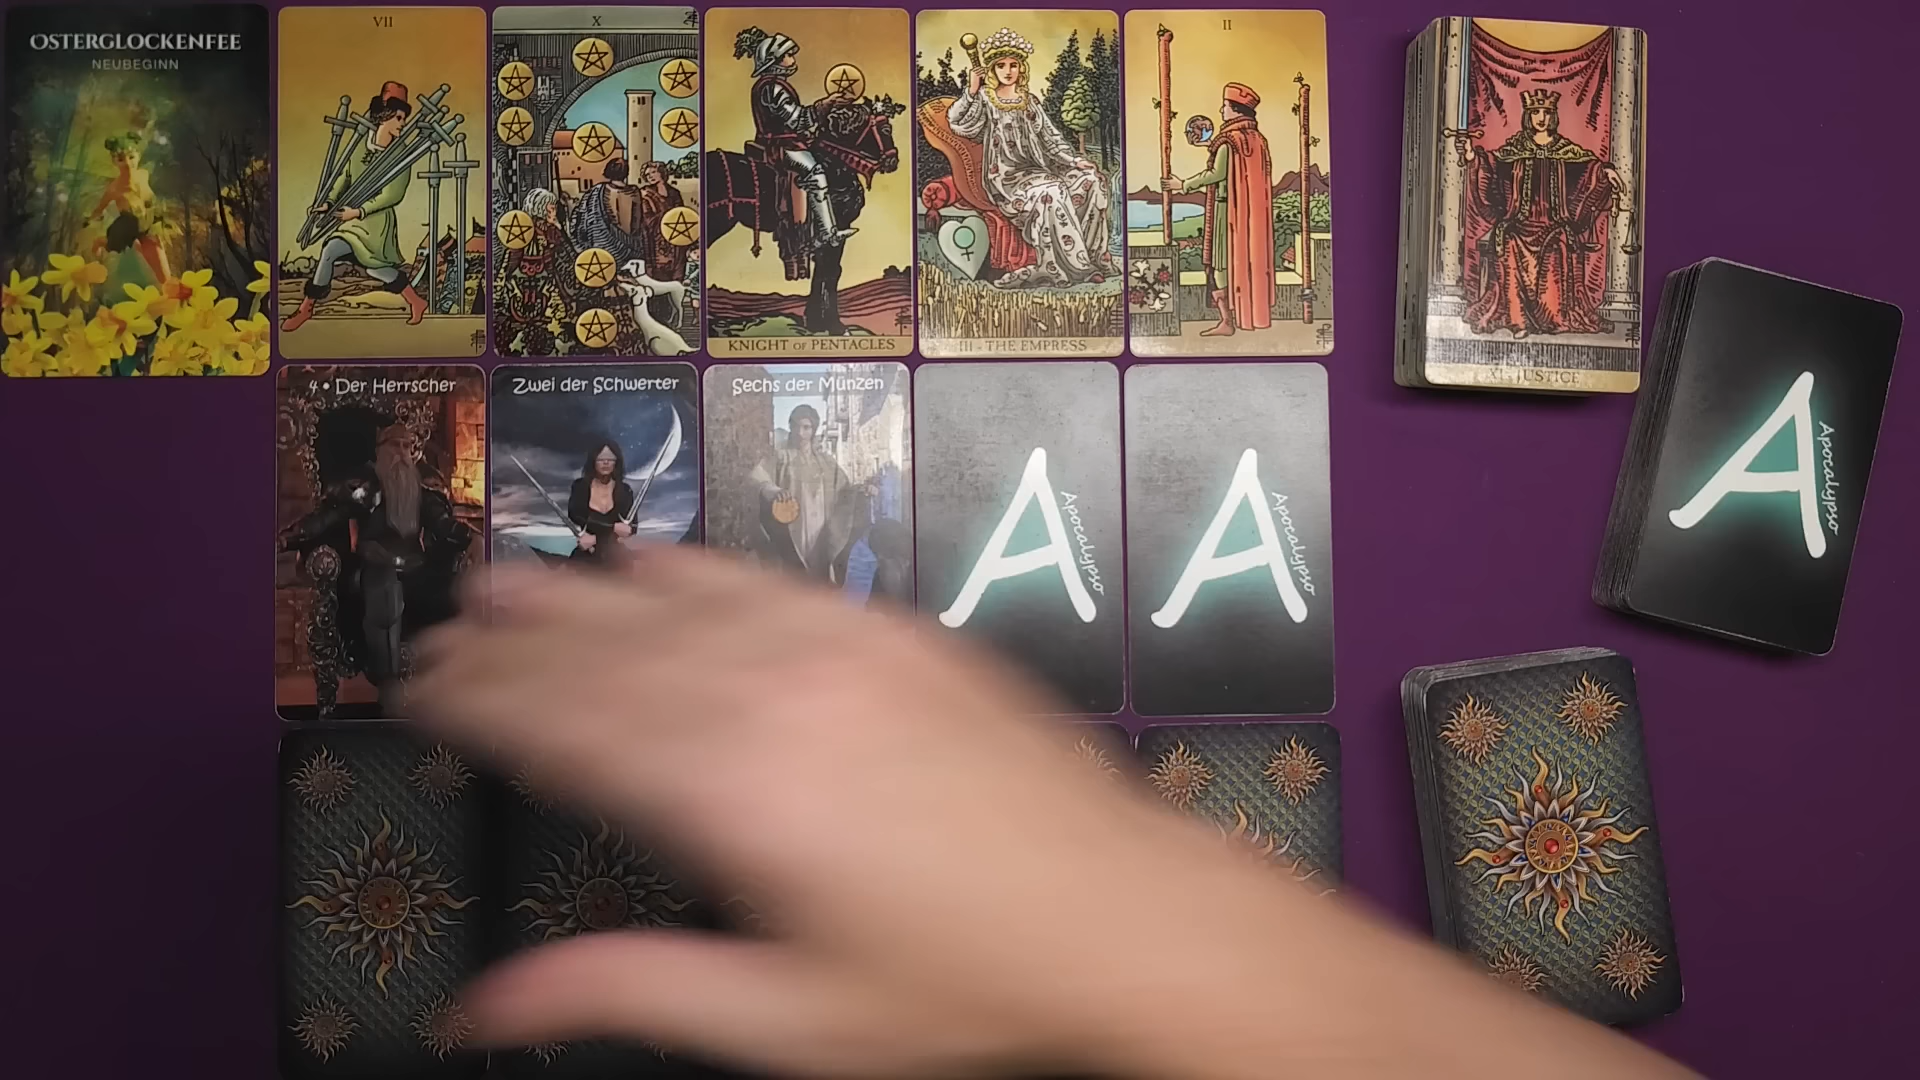 OSTERGLOCKENFEE
NEUBEGINN
VII
X
KNIGHT OF PENTACLES
III - THE EMPRESS
II
XI - JUSTICE
4 • Der Herrscher
Zwei der Schwerter
Sechs der Münzen
A
Apocalypso
A
Apocalypso
A
Apocalypso